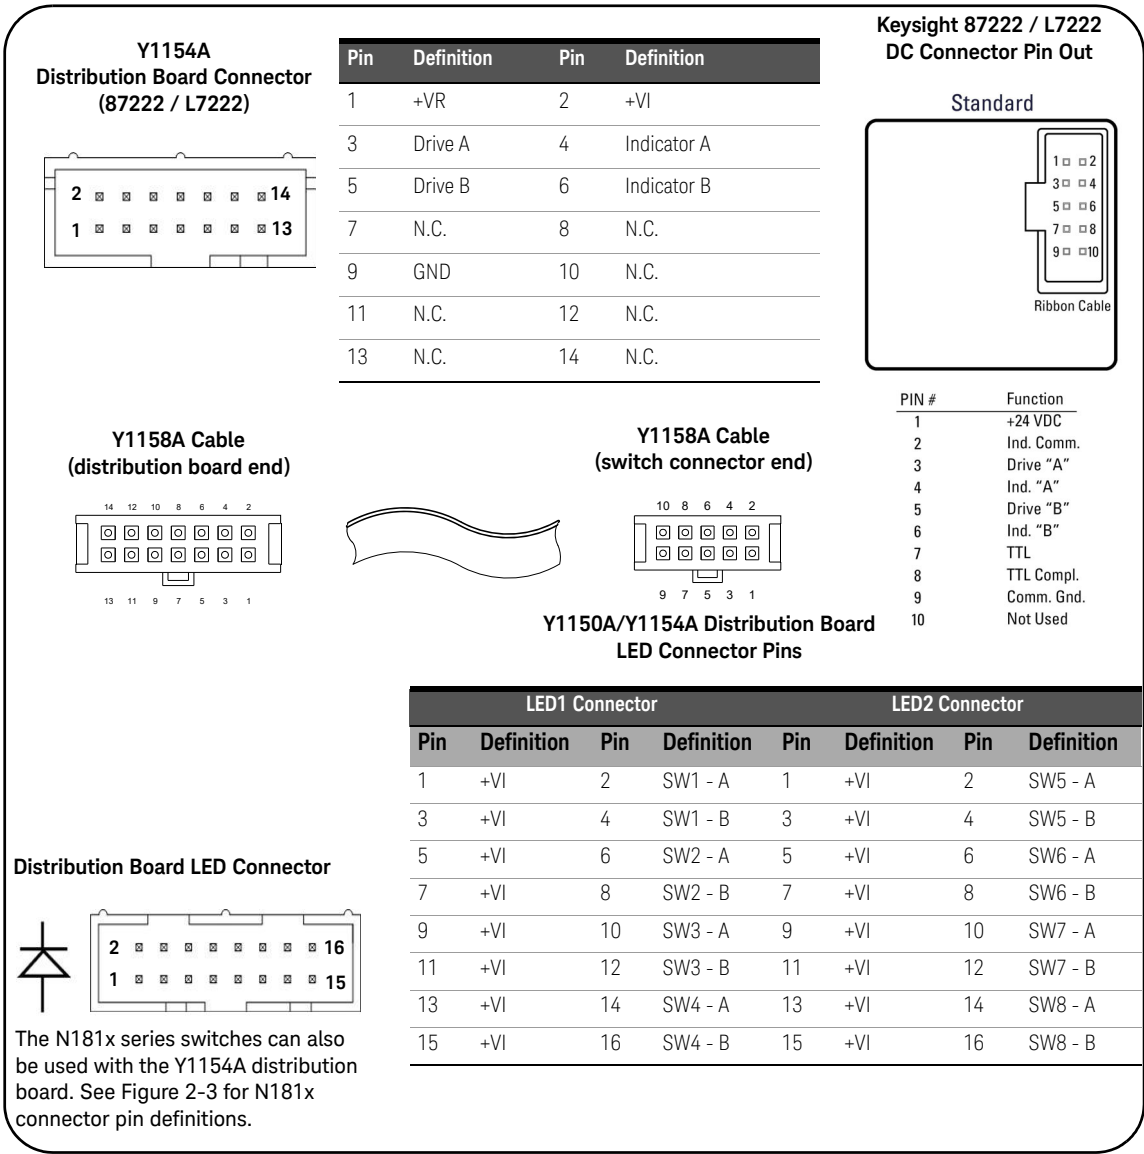 Y1154A
Distribution Board Connector
(87222 / L7222)
2 14
1 13
Pin Definition Pin Definition
1 +VR 2 +VI
3 Drive A 4 Indicator A
5 Drive B 6 Indicator B
7 N.C. 8 N.C.
9 GND 10 N.C.
11 N.C. 12 N.C.
13 N.C. 14 N.C.
Keysight 87222 / L7222
DC Connector Pin Out
Standard
1 2
3 4
5 6
7 8
9 10
Ribbon Cable
PIN # Function
1 +24 VDC
2 Ind. Comm.
3 Drive “A”
4 Ind. “A”
5 Drive “B”
6 Ind. “B”
7 TTL
8 TTL Compl.
9 Comm. Gnd.
10 Not Used
Y1158A Cable
(distribution board end)
14 12 10 8 6 4 2
13 11 9 7 5 3 1
Y1158A Cable
(switch connector end)
10 8 6 4 2
9 7 5 3 1
Y1150A/Y1154A Distribution Board
LED Connector Pins
LED1 Connector LED2 Connector
Pin Definition Pin Definition Pin Definition Pin Definition
1 +VI 2 SW1 - A 1 +VI 2 SW5 - A
3 +VI 4 SW1 - B 3 +VI 4 SW5 - B
5 +VI 6 SW2 - A 5 +VI 6 SW6 - A
7 +VI 8 SW2 - B 7 +VI 8 SW6 - B
9 +VI 10 SW3 - A 9 +VI 10 SW7 - A
11 +VI 12 SW3 - B 11 +VI 12 SW7 - B
13 +VI 14 SW4 - A 13 +VI 14 SW8 - A
15 +VI 16 SW4 - B 15 +VI 16 SW8 - B
Distribution Board LED Connector
2 16
1 15
The N181x series switches can also
be used with the Y1154A distribution
board. See Figure 2-3 for N181x
connector pin definitions.